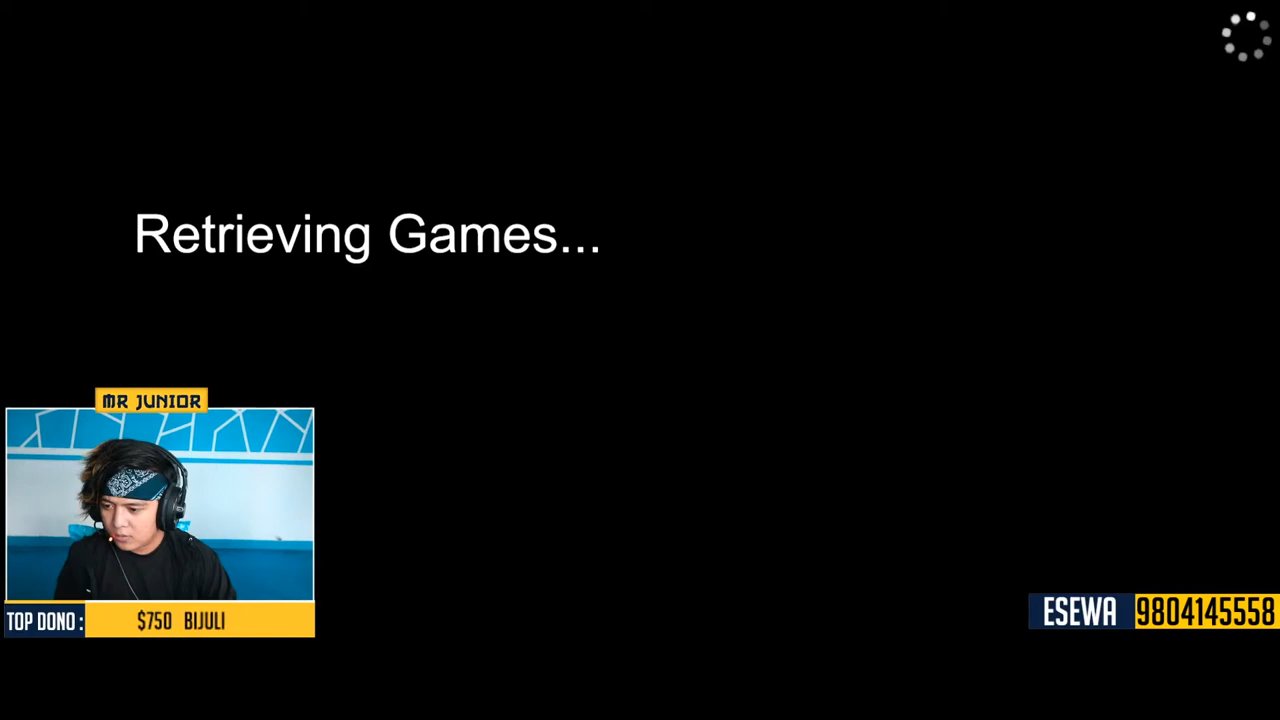 Retrieving Games...
MR JUNIOR
TOP DONO : $750 BIJULI
ESEWA 9804145558